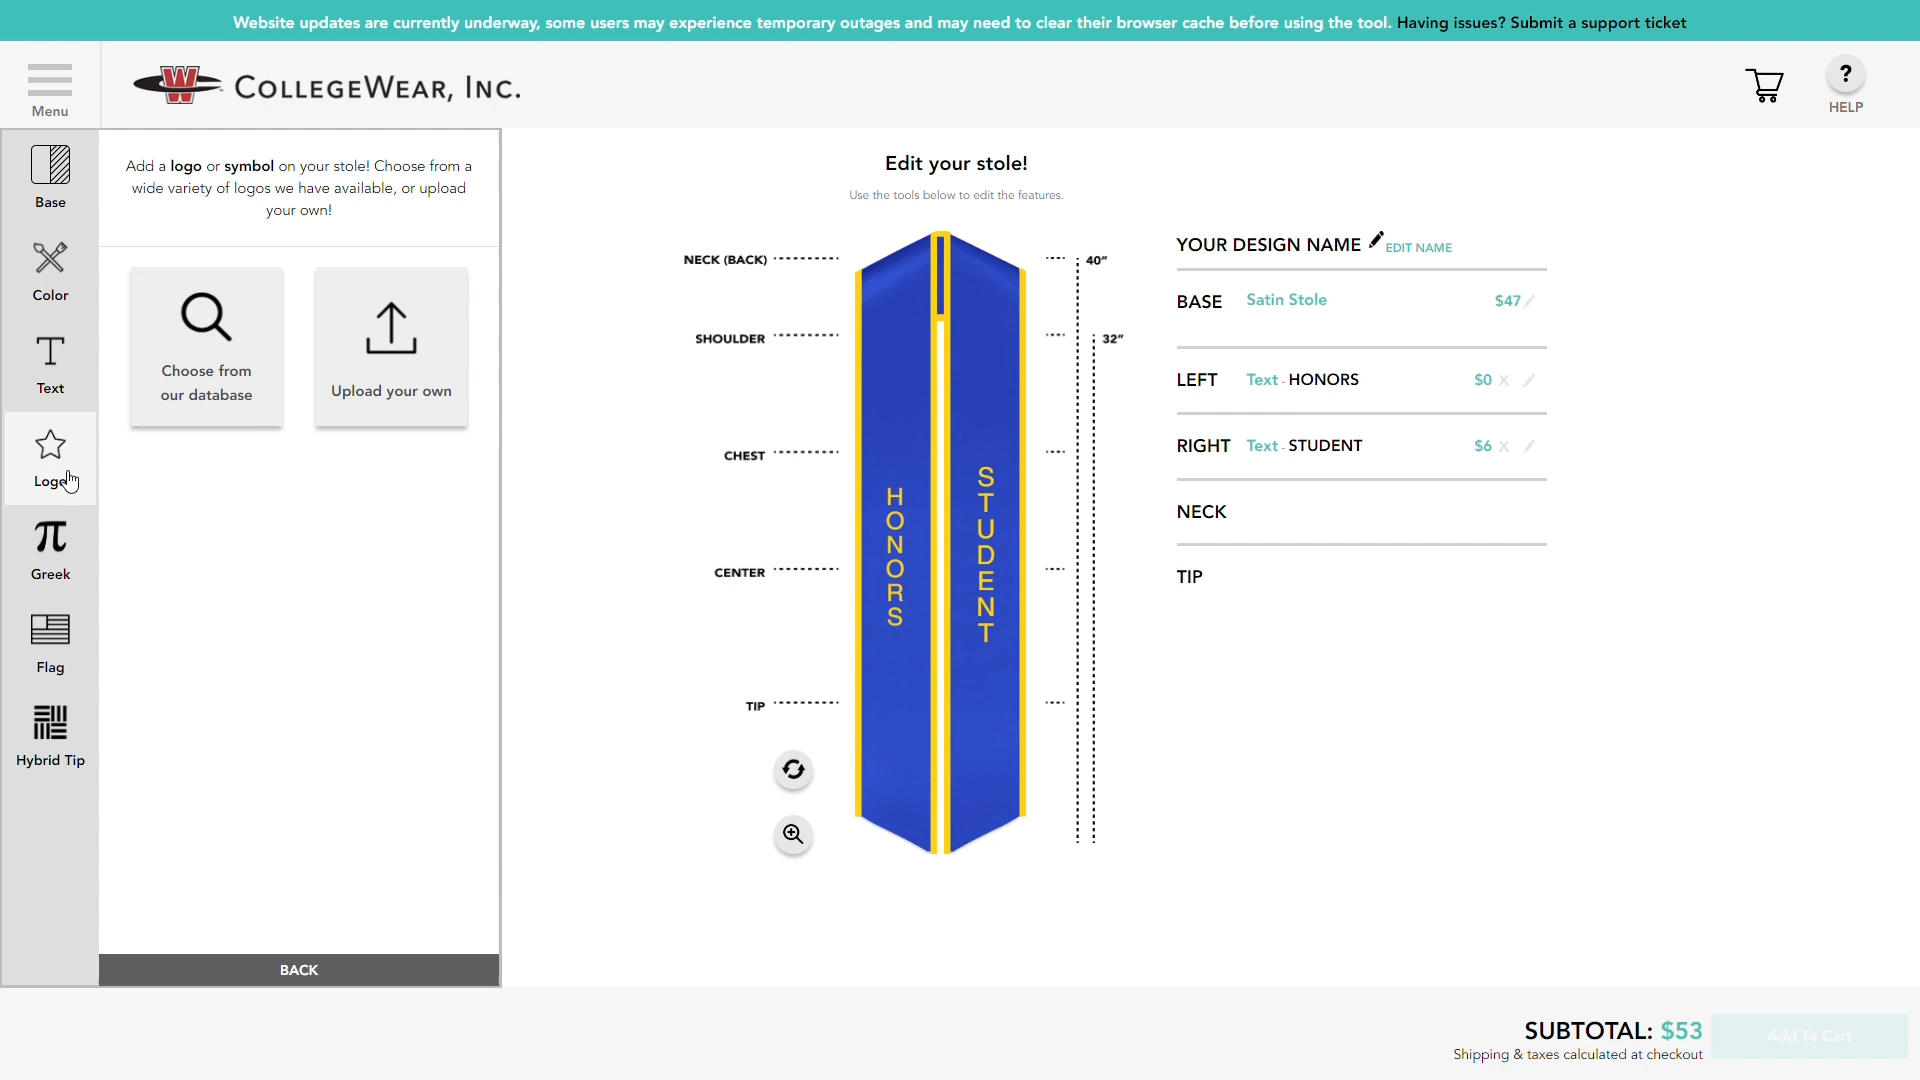 Website updates are currently underway, some users may experience temporary outages and may need to clear their browser cache before using the tool. Having issues? Submit a support ticket
Menu
W
COLLEGEWEAR, INC.
?
HELP
Base
Color
Text
Logo
Greek
Flag
Hybrid Tip
Add a logo or symbol on your stole! Choose from a
wide variety of logos we have available, or upload
your own!
Choose from
our database
Upload your own
BACK
Edit your stole!
Use the tools below to edit the features.
NECK (BACK)
SHOULDER
CHEST
CENTER
TIP
HONORS
STUDENT
40"
32"
YOUR DESIGN NAME EDIT NAME
BASE Satin Stole $47
LEFT Text - HONORS $0 X
RIGHT Text - STUDENT $6 X
NECK
TIP
SUBTOTAL: $53
Shipping & taxes calculated at checkout
Add To Cart